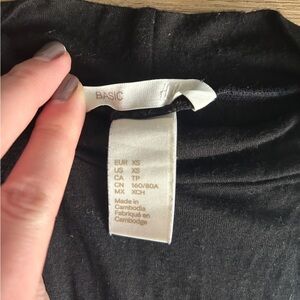 BASIC
EUR XS
US XS
CA TP
CN 160/80A
MX XCH
Made in
Cambodia
Fabriqué en
Cambodge